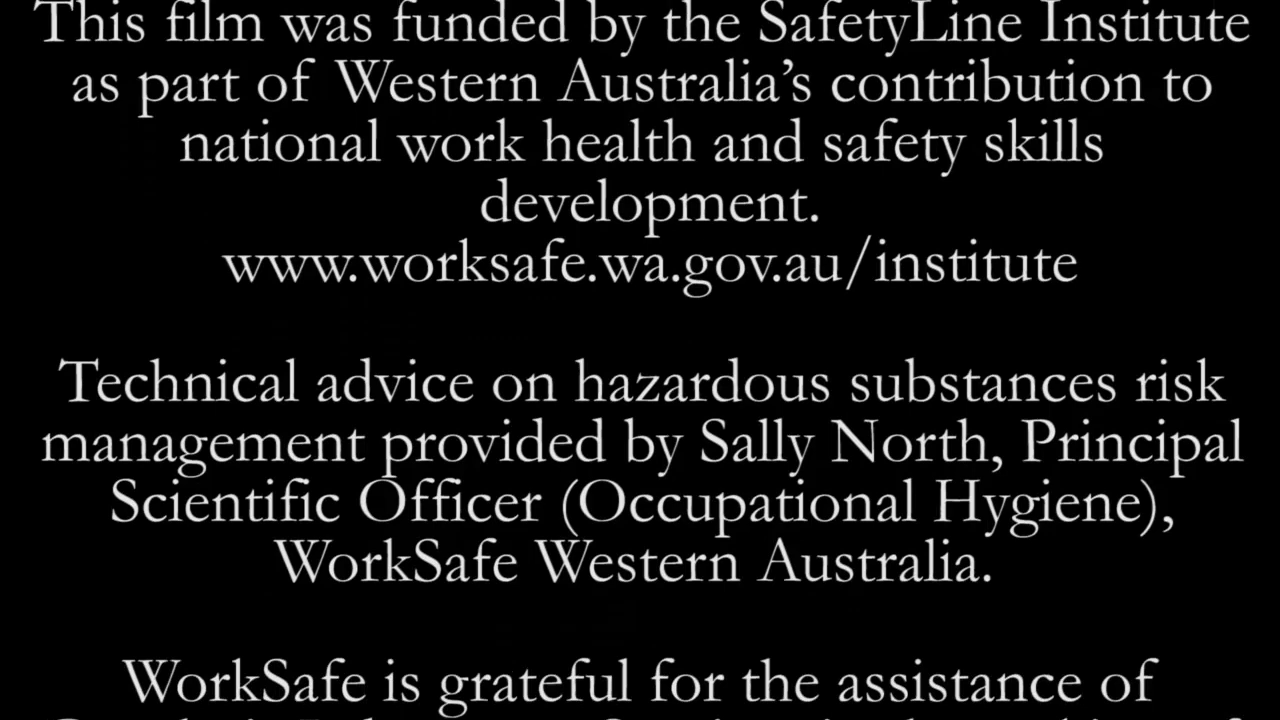 This film was funded by the SafetyLine Institute
as part of Western Australia's contribution to
national work health and safety skills
development.
www.worksafe.wa.gov.au/institute
Technical advice on hazardous substances risk
management provided by Sally North, Principal
Scientific Officer (Occupational Hygiene),
WorkSafe Western Australia.
WorkSafe is grateful for the assistance of